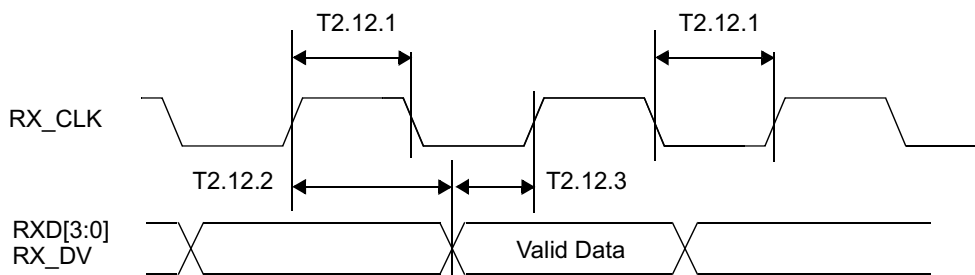 T2.12.1 T2.12.1
RX_CLK
T2.12.2 T2.12.3
RXD[3:0]
RX_DV
Valid Data